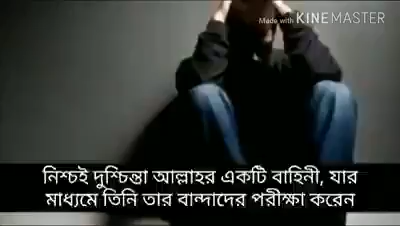 Made with KINEMASTER
নিশ্চই দুশ্চিন্তা আল্লাহর একটি বাহিনী, যার
মাধ্যমে তিনি তার বান্দাদের পরীক্ষা করেন